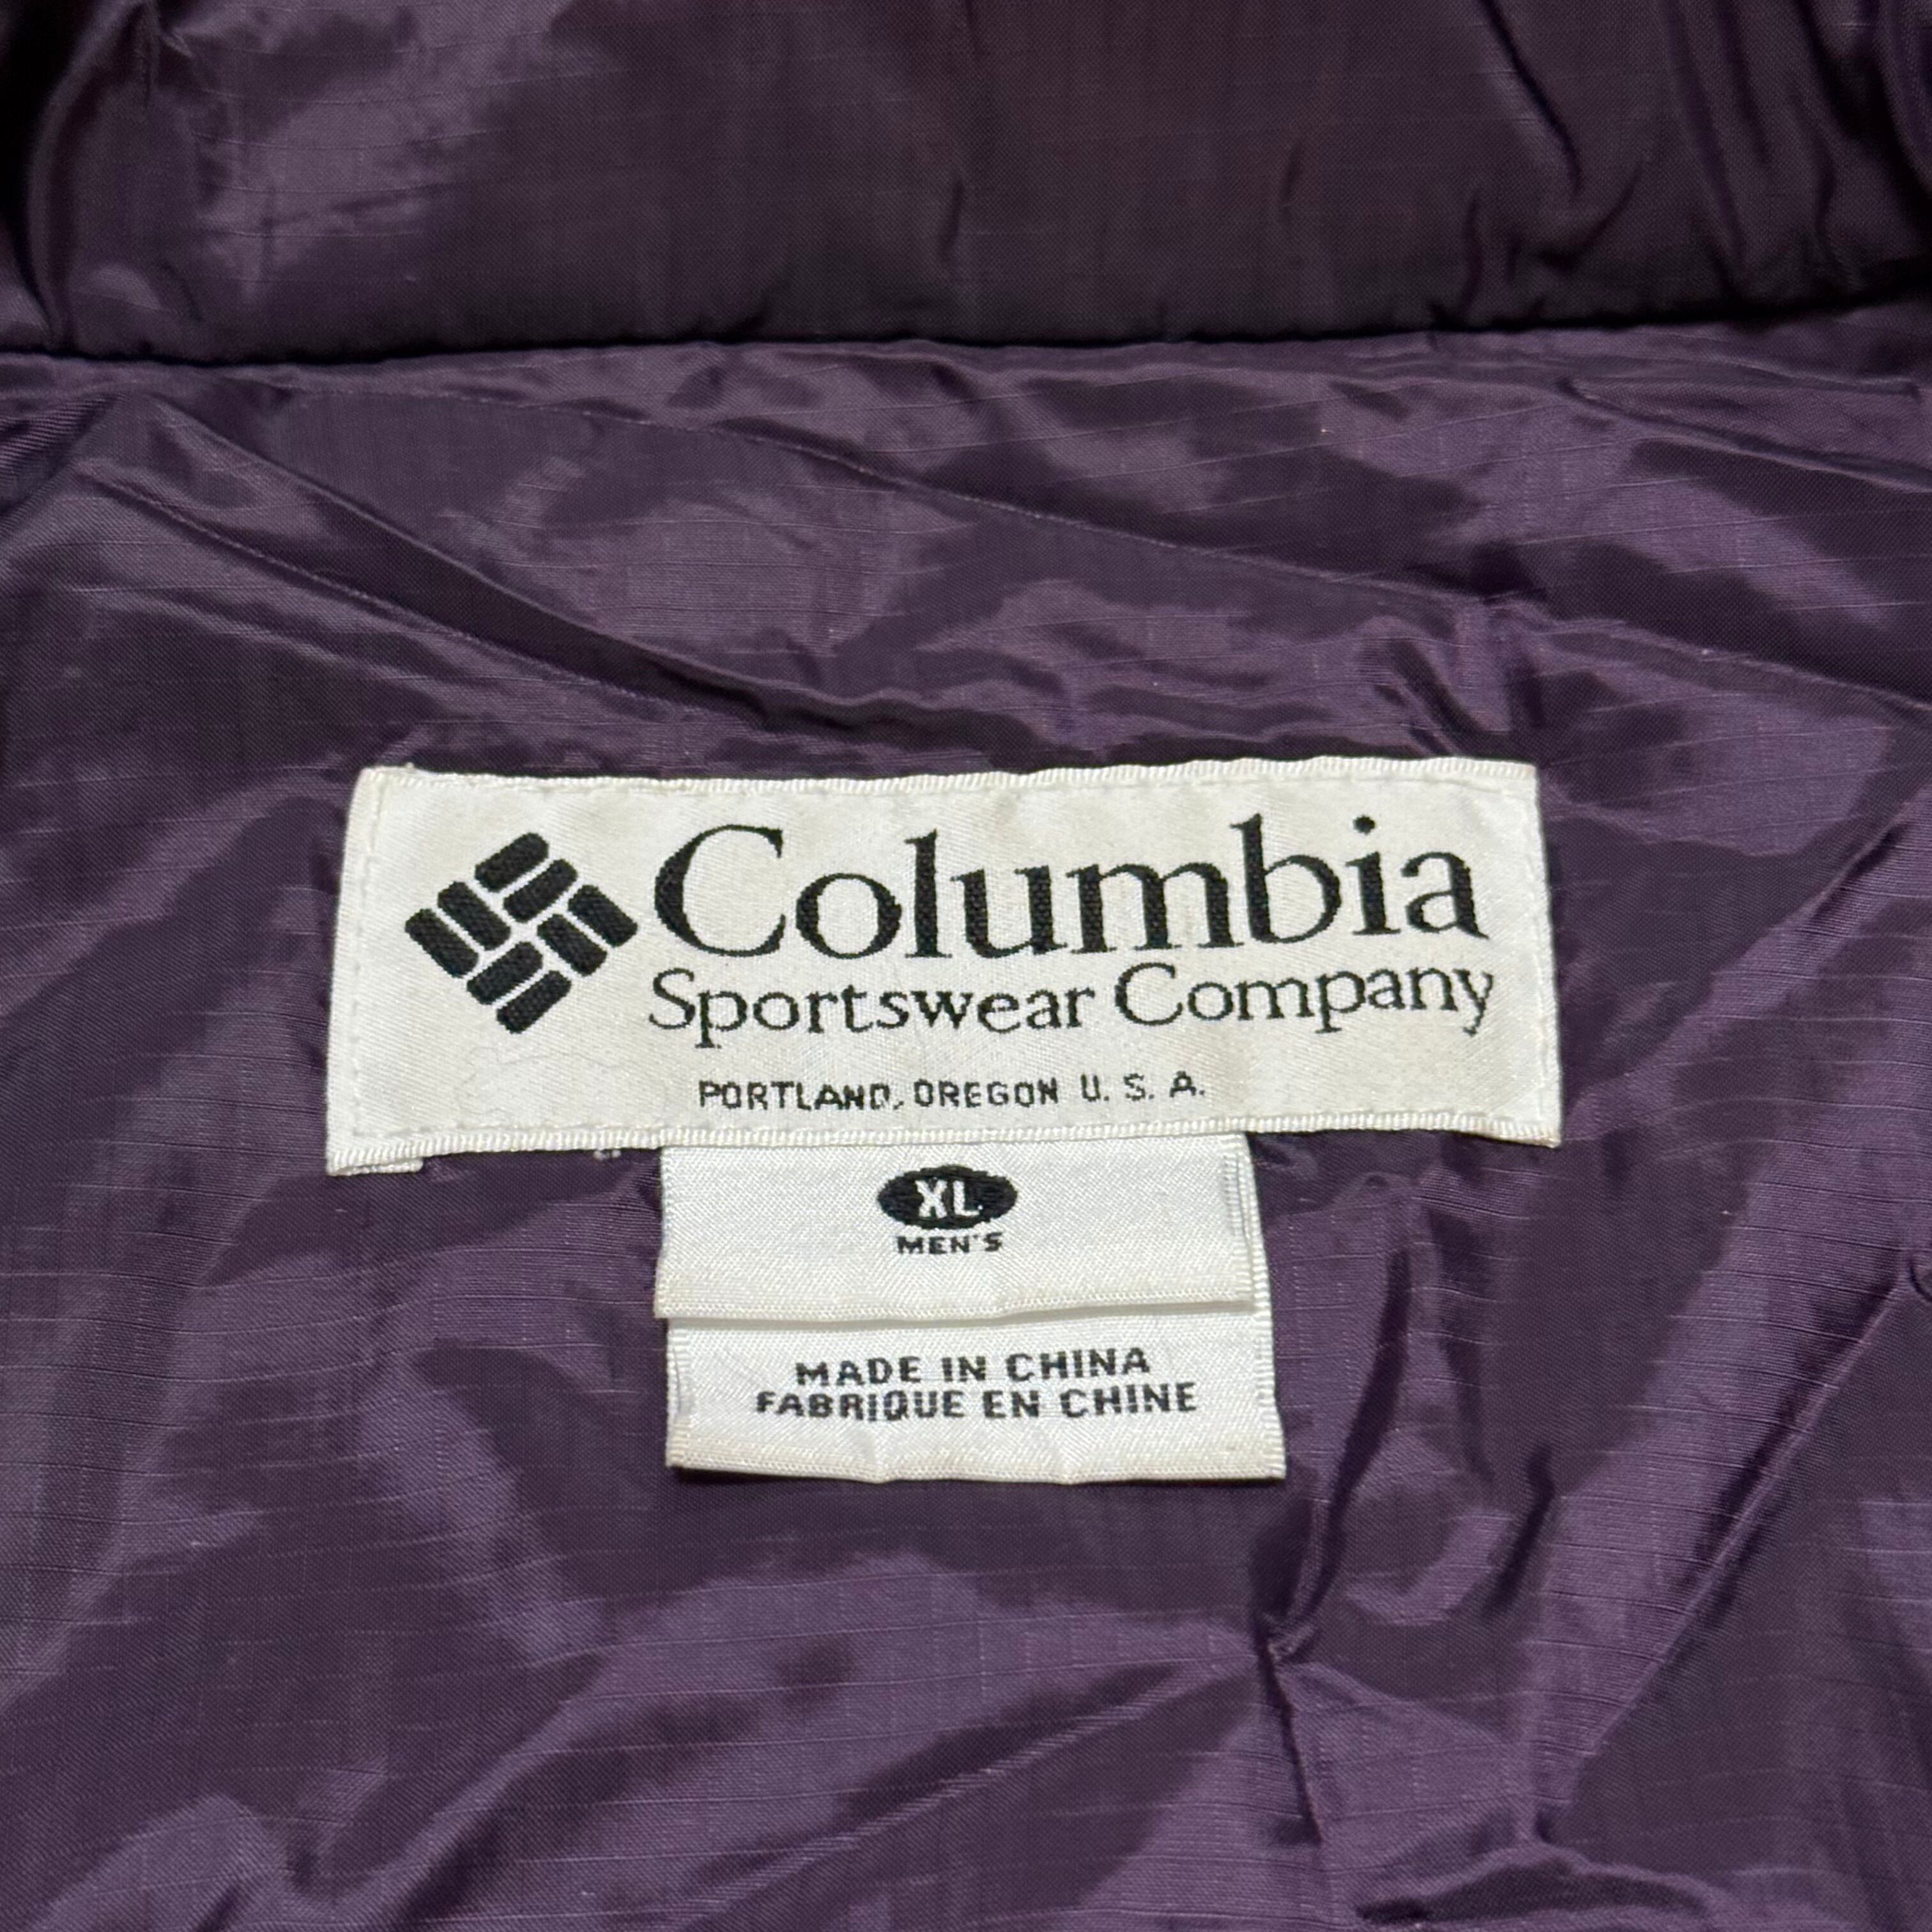 Columbia
Sportswear Company
PORTLAND, OREGON U. S. A.
XL
MEN'S
MADE IN CHINA
FABRIQUE EN CHINE